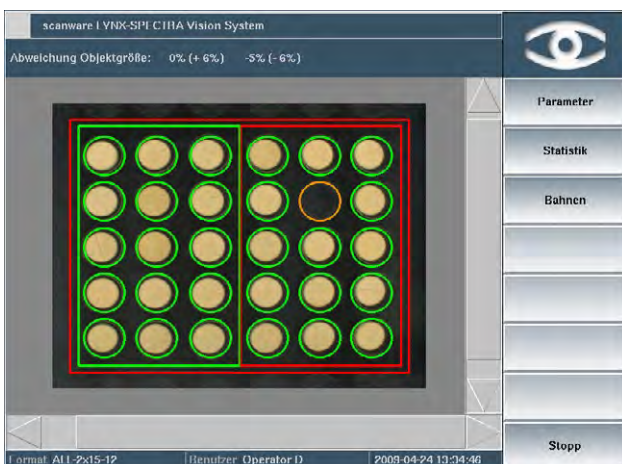 scanware LYNX-SPECTRA Vision System
Abweichung Objektgröße: 0% (+ 6%) -5% (- 6%)
Parameter
Statistik
Bahnen
Stopp
Format ALL-2x15-12 Benutzer Operator D 2009-04-24 13:34:46